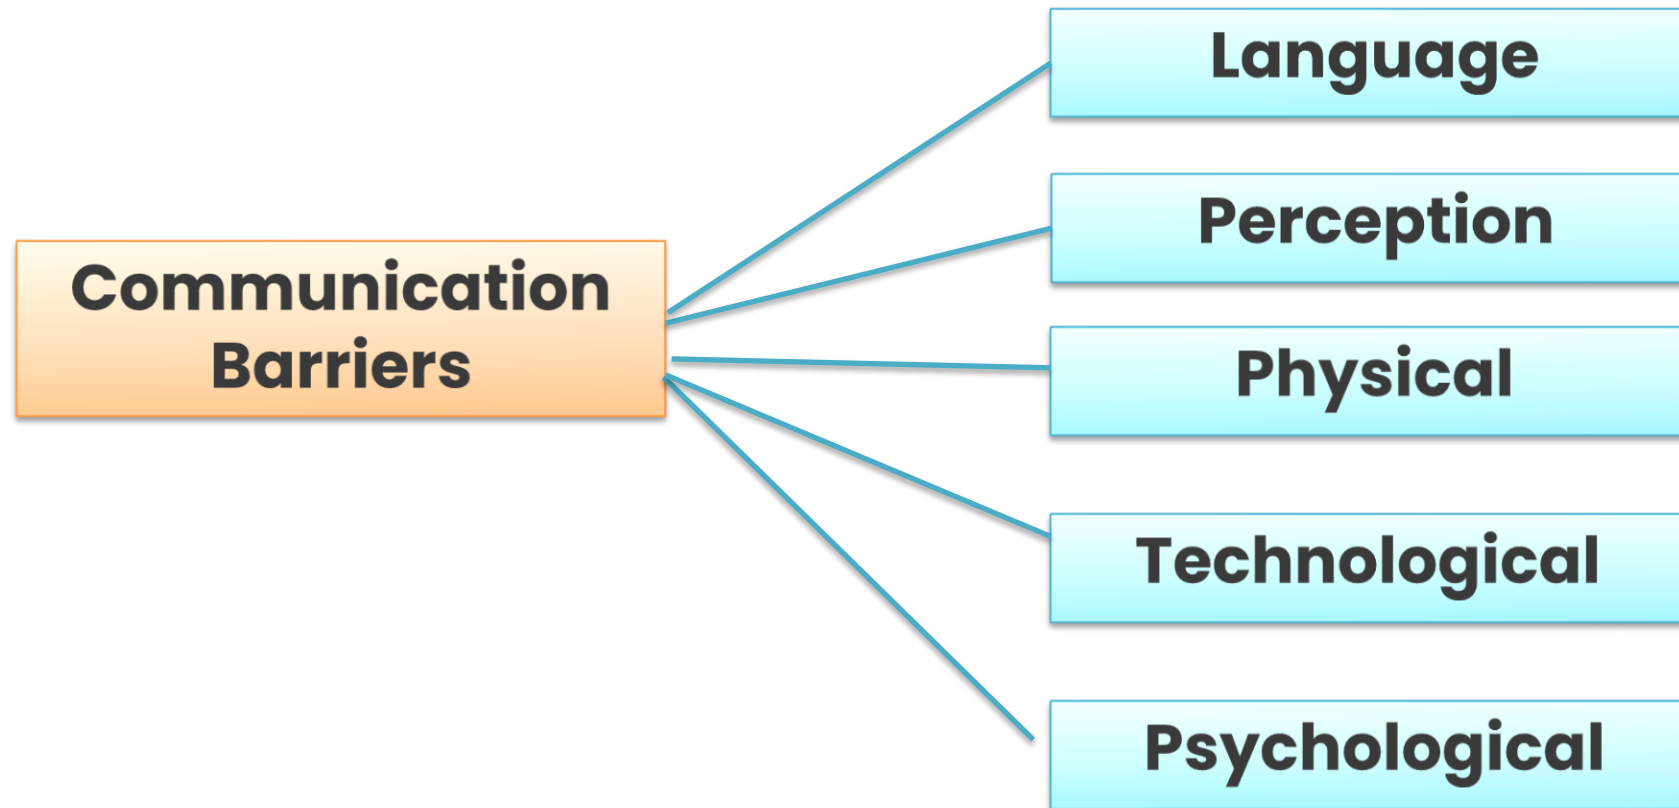 Communication
Barriers
Language
Perception
Physical
Technological
Psychological